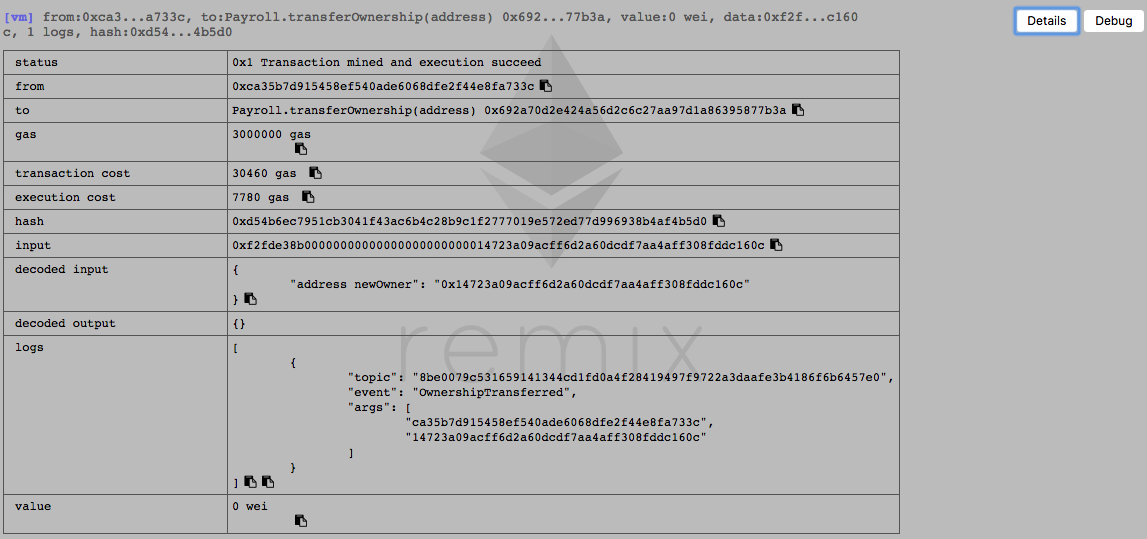 [vm] from:0xca3...a733c, to:Payroll.transferOwnership(address) 0x692...77b3a, value:0 wei, data:0xf2f...c160
c, 1 logs, hash:0xd54...4b5d0
Details
Debug
status 0x1 Transaction mined and execution succeed
from 0xca35b7d915458ef540ade6068dfe2f44e8fa733c
to Payroll.transferOwnership(address) 0x692a70d2e424a56d2c6c27aa97d1a86395877b3a
gas 3000000 gas
transaction cost 30460 gas
execution cost 7780 gas
hash 0xd54b6ec7951cb3041f43ac6b4c28b9c1f2777019e572ed77d996938b4af4b5d0
input 0xf2fde38b00000000000000000000000014723a09acff6d2a60dcdf7aa4aff308fddc160c
decoded input {
"address newOwner": "0x14723a09acff6d2a60dcdf7aa4aff308fddc160c"
}
decoded output {}
logs [
{
"topic": "8be0079c531659141344cd1fd0a4f28419497f9722a3daafe3b4186f6b6457e0",
"event": "OwnershipTransferred",
"args": [
"ca35b7d915458ef540ade6068dfe2f44e8fa733c",
"14723a09acff6d2a60dcdf7aa4aff308fddc160c"
]
}
]
value 0 wei
remix